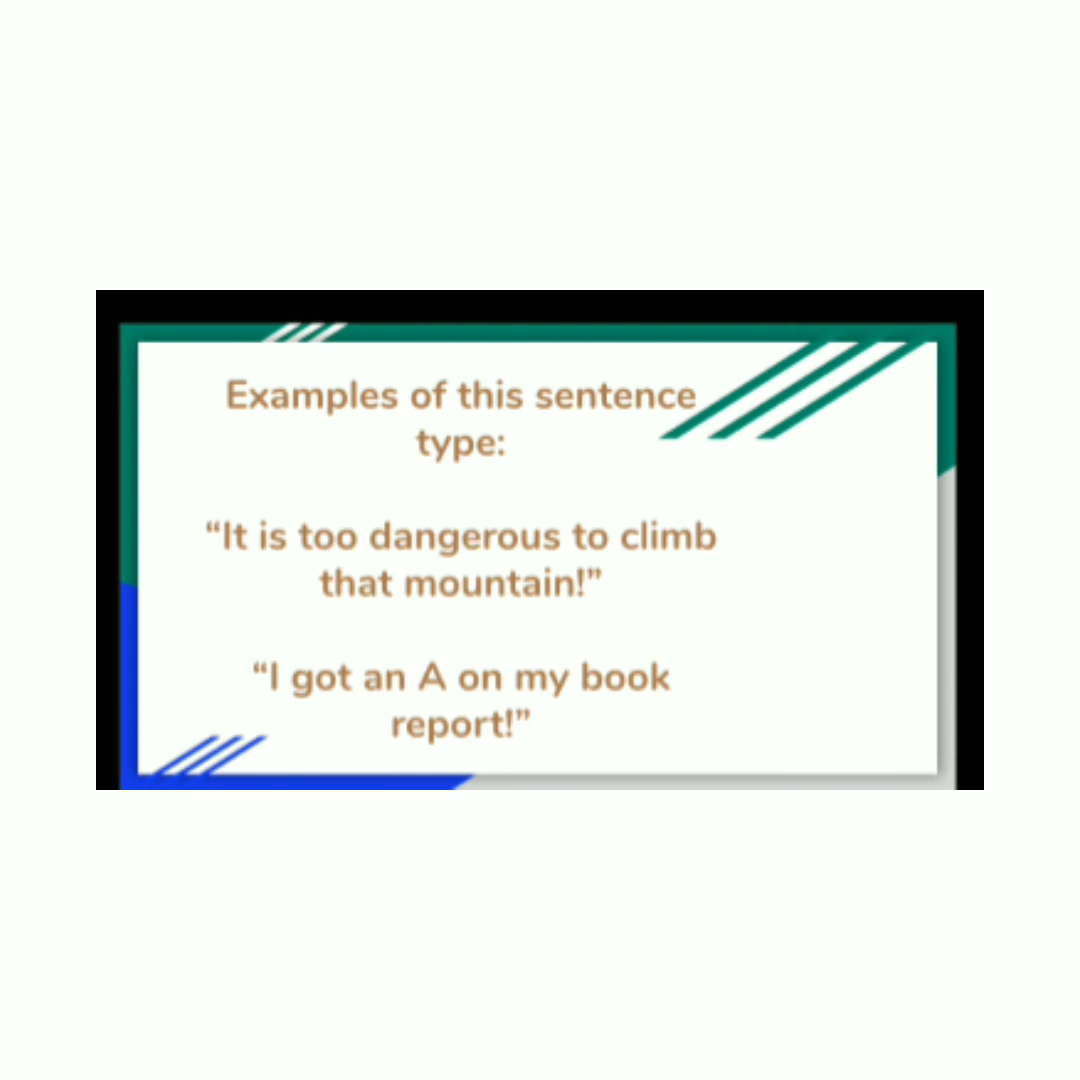 Examples of this sentence
type:
“It is too dangerous to climb
that mountain!”
“I got an A on my book
report!”